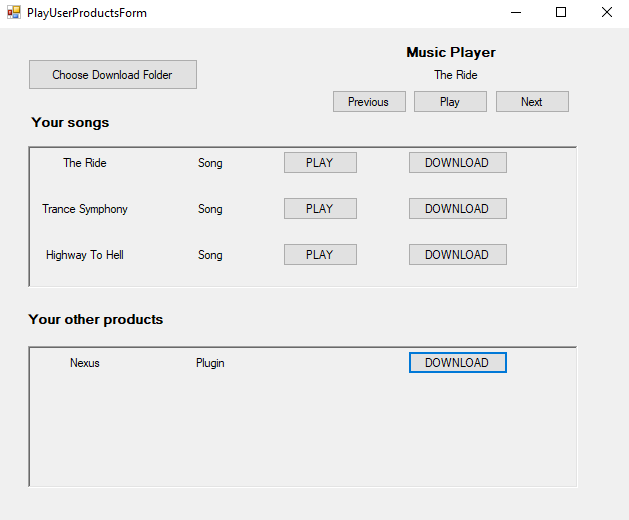 PlayUserProductsForm
Music Player
Choose Download Folder
The Ride
Previous Play Next
Your songs
The Ride Song PLAY DOWNLOAD
Trance Symphony Song PLAY DOWNLOAD
Highway To Hell Song PLAY DOWNLOAD
Your other products
Nexus Plugin DOWNLOAD